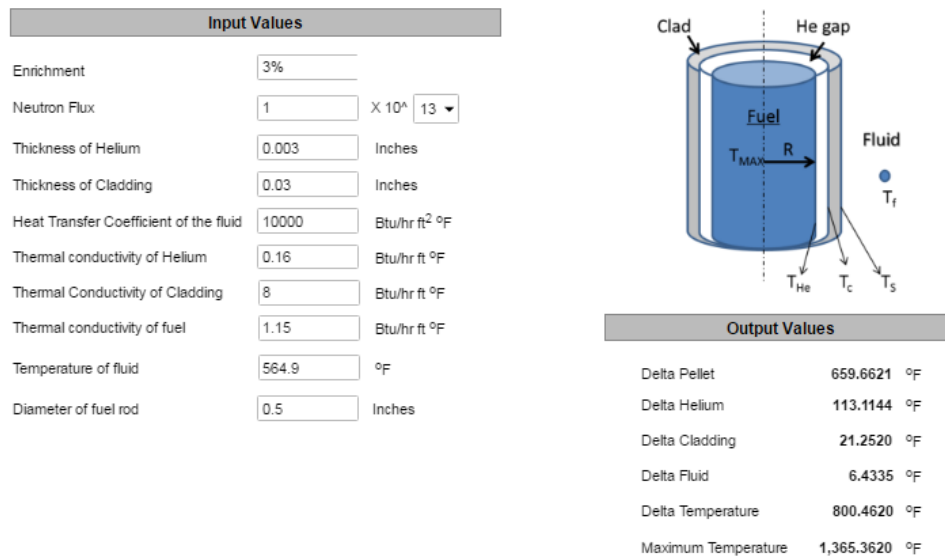 Input Values
Enrichment 3%
Neutron Flux 1 X 10^ 13
Thickness of Helium 0.003 Inches
Thickness of Cladding 0.03 Inches
Heat Transfer Coefficient of the fluid 10000 Btu/hr ft² ºF
Thermal conductivity of Helium 0.16 Btu/hr ft ºF
Thermal Conductivity of Cladding 8 Btu/hr ft ºF
Thermal conductivity of fuel 1.15 Btu/hr ft ºF
Temperature of fluid 564.9 ºF
Diameter of fuel rod 0.5 Inches
Clad He gap
Fuel
Fluid
TMAX R
Tf
THe Tc TS
Output Values
Delta Pellet 659.6621 ºF
Delta Helium 113.1144 ºF
Delta Cladding 21.2520 ºF
Delta Fluid 6.4335 ºF
Delta Temperature 800.4620 ºF
Maximum Temperature 1,365.3620 ºF